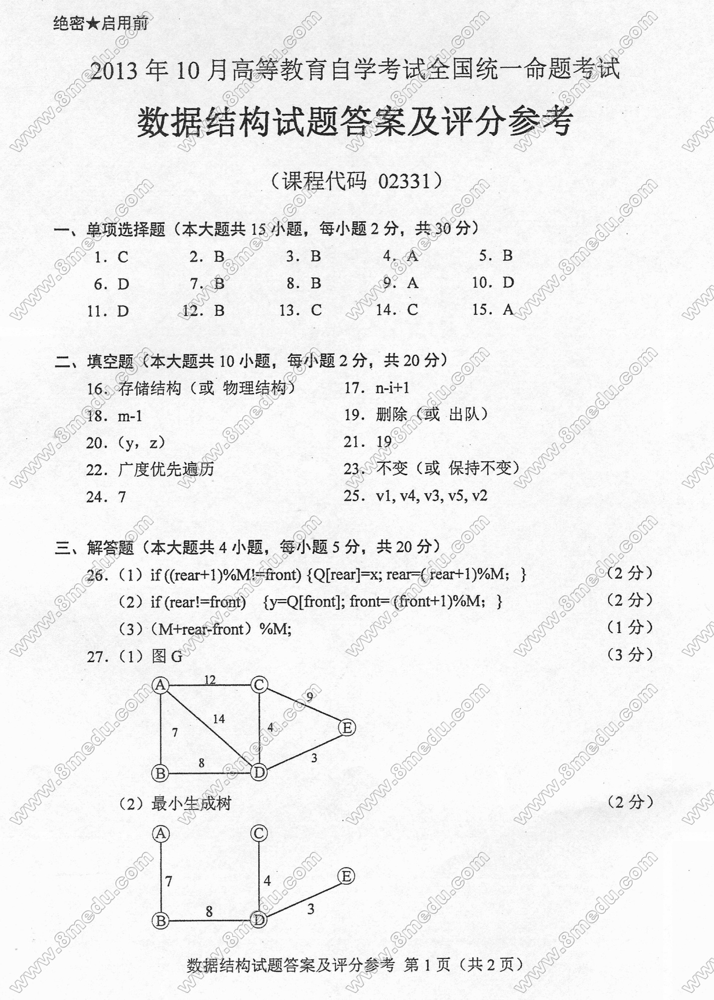 绝密★启用前
2013 年 10 月高等教育自学考试全国统一命题考试
数据结构试题答案及评分参考
（课程代码 02331）
一、单项选择题（本大题共 15 小题，每小题 2 分，共 30 分）
1. C 2. B 3. B 4. A 5. B
6. D 7. B 8. B 9. A 10. D
11. D 12. B 13. C 14. C 15. A
二、填空题（本大题共 10 小题，每小题 2 分，共 20 分）
16. 存储结构（或 物理结构） 17. n-i+1
18. m-1 19. 删除（或 出队）
20.（y，z） 21. 19
22. 广度优先遍历 23. 不变（或 保持不变）
24. 7 25. v1, v4, v3, v5, v2
三、解答题（本大题共 4 小题，每小题 5 分，共 20 分）
26.（1）if ((rear+1)%M!=front) {Q[rear]=x; rear=( rear+1)%M；} （2 分）
（2）if (rear!=front) {y=Q[front]; front= (front+1)%M；} （2 分）
（3）（M+rear-front）%M; （1 分）
27.（1）图 G （3 分）
A 12 C
9
14
7 4 E
8 3
B D
（2）最小生成树 （2 分）
A C
7 4 E
8 3
B D
数据结构试题答案及评分参考 第 1 页（共 2 页）
www.8medu.com